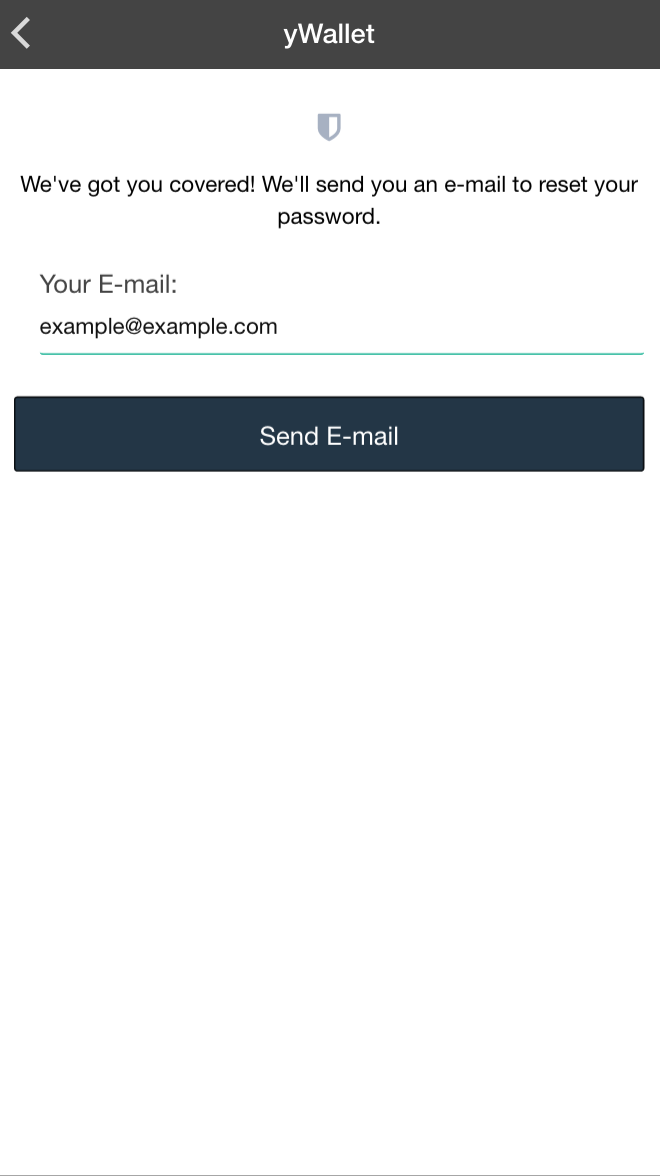 yWallet
We've got you covered! We'll send you an e-mail to reset your
password.
Your E-mail:
example@example.com
Send E-mail